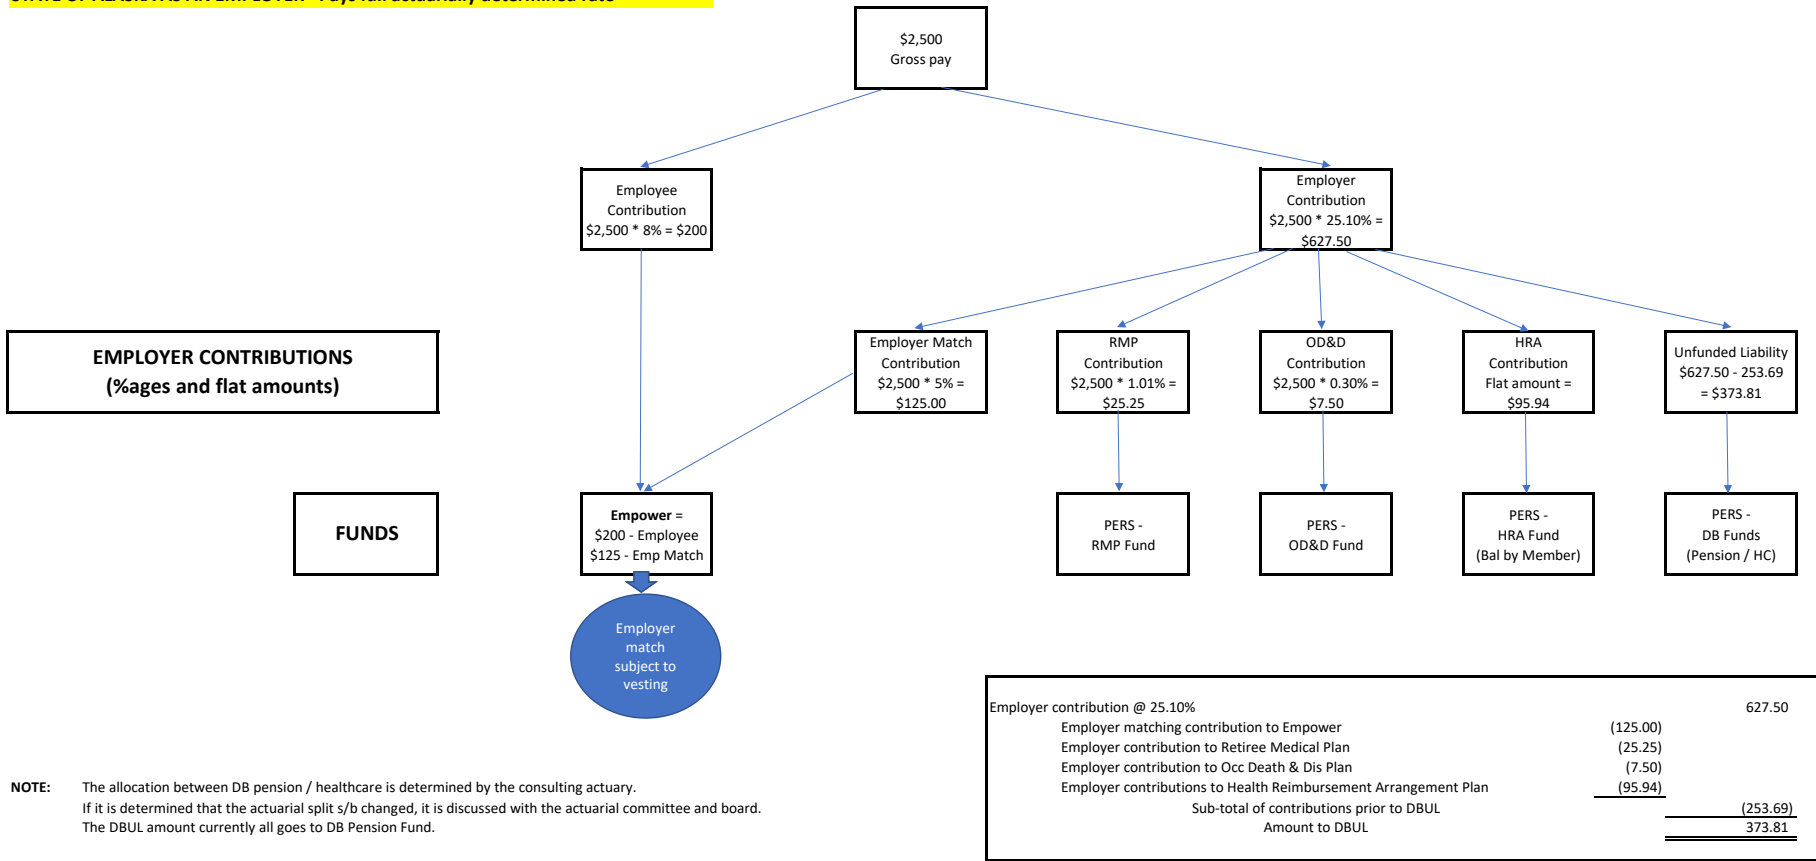 $2,500
Gross pay
Employee
Contribution
$2,500 * 8% = $200
Employer
Contribution
$2,500 * 25.10% =
$627.50
EMPLOYER CONTRIBUTIONS
(%ages and flat amounts)
Employer Match
Contribution
$2,500 * 5% =
$125.00
RMP
Contribution
$2,500 * 1.01% =
$25.25
OD&D
Contribution
$2,500 * 0.30% =
$7.50
HRA
Contribution
Flat amount =
$95.94
Unfunded Liability
$627.50 - 253.69
= $373.81
FUNDS
Empower =
$200 - Employee
$125 - Emp Match
PERS -
RMP Fund
PERS -
OD&D Fund
PERS -
HRA Fund
(Bal by Member)
PERS -
DB Funds
(Pension / HC)
Employer
match
subject to
vesting
Employer contribution @ 25.10% 627.50
Employer matching contribution to Empower (125.00)
Employer contribution to Retiree Medical Plan (25.25)
Employer contribution to Occ Death & Dis Plan (7.50)
Employer contributions to Health Reimbursement Arrangement Plan (95.94)
Sub-total of contributions prior to DBUL (253.69)
Amount to DBUL 373.81
NOTE: The allocation between DB pension / healthcare is determined by the consulting actuary.
If it is determined that the actuarial split s/b changed, it is discussed with the actuarial committee and board.
The DBUL amount currently all goes to DB Pension Fund.